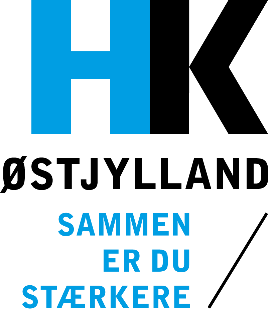 HK
ØSTJYLLAND
SAMMEN
ER DU
STÆRKERE